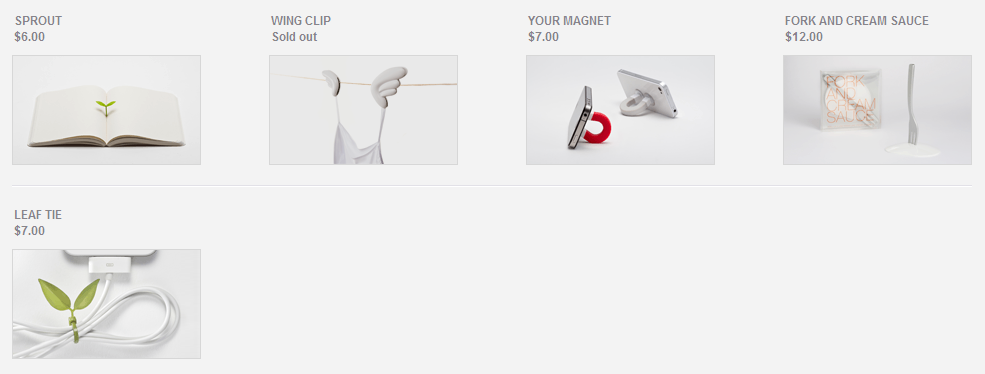 SPROUT
$6.00
WING CLIP
Sold out
YOUR MAGNET
$7.00
FORK AND CREAM SAUCE
$12.00
FORK
AND
CREAM
SAUCE
LEAF TIE
$7.00